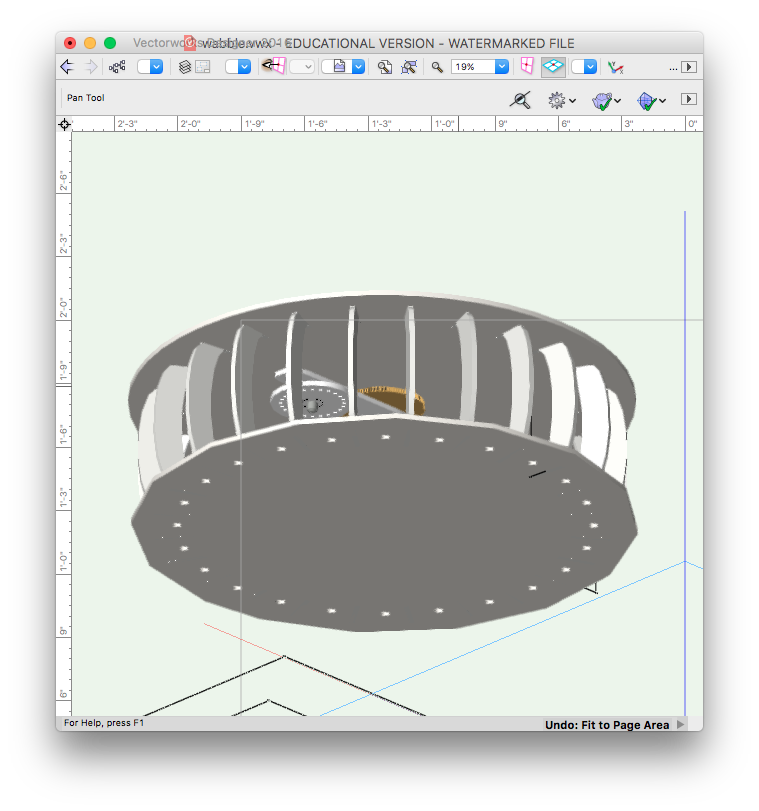 Vectorworks Designer 2016
wabble.vwx - EDUCATIONAL VERSION - WATERMARKED FILE
19%
...
Pan Tool
2'-3" 2'-0" 1'-9" 1'-6" 1'-3" 1'-0" 9" 6" 3" 0"
2'-6"
2'-3"
2'-0"
1'-9"
1'-6"
1'-3"
1'-0"
9"
6"
For Help, press F1
Undo: Fit to Page Area